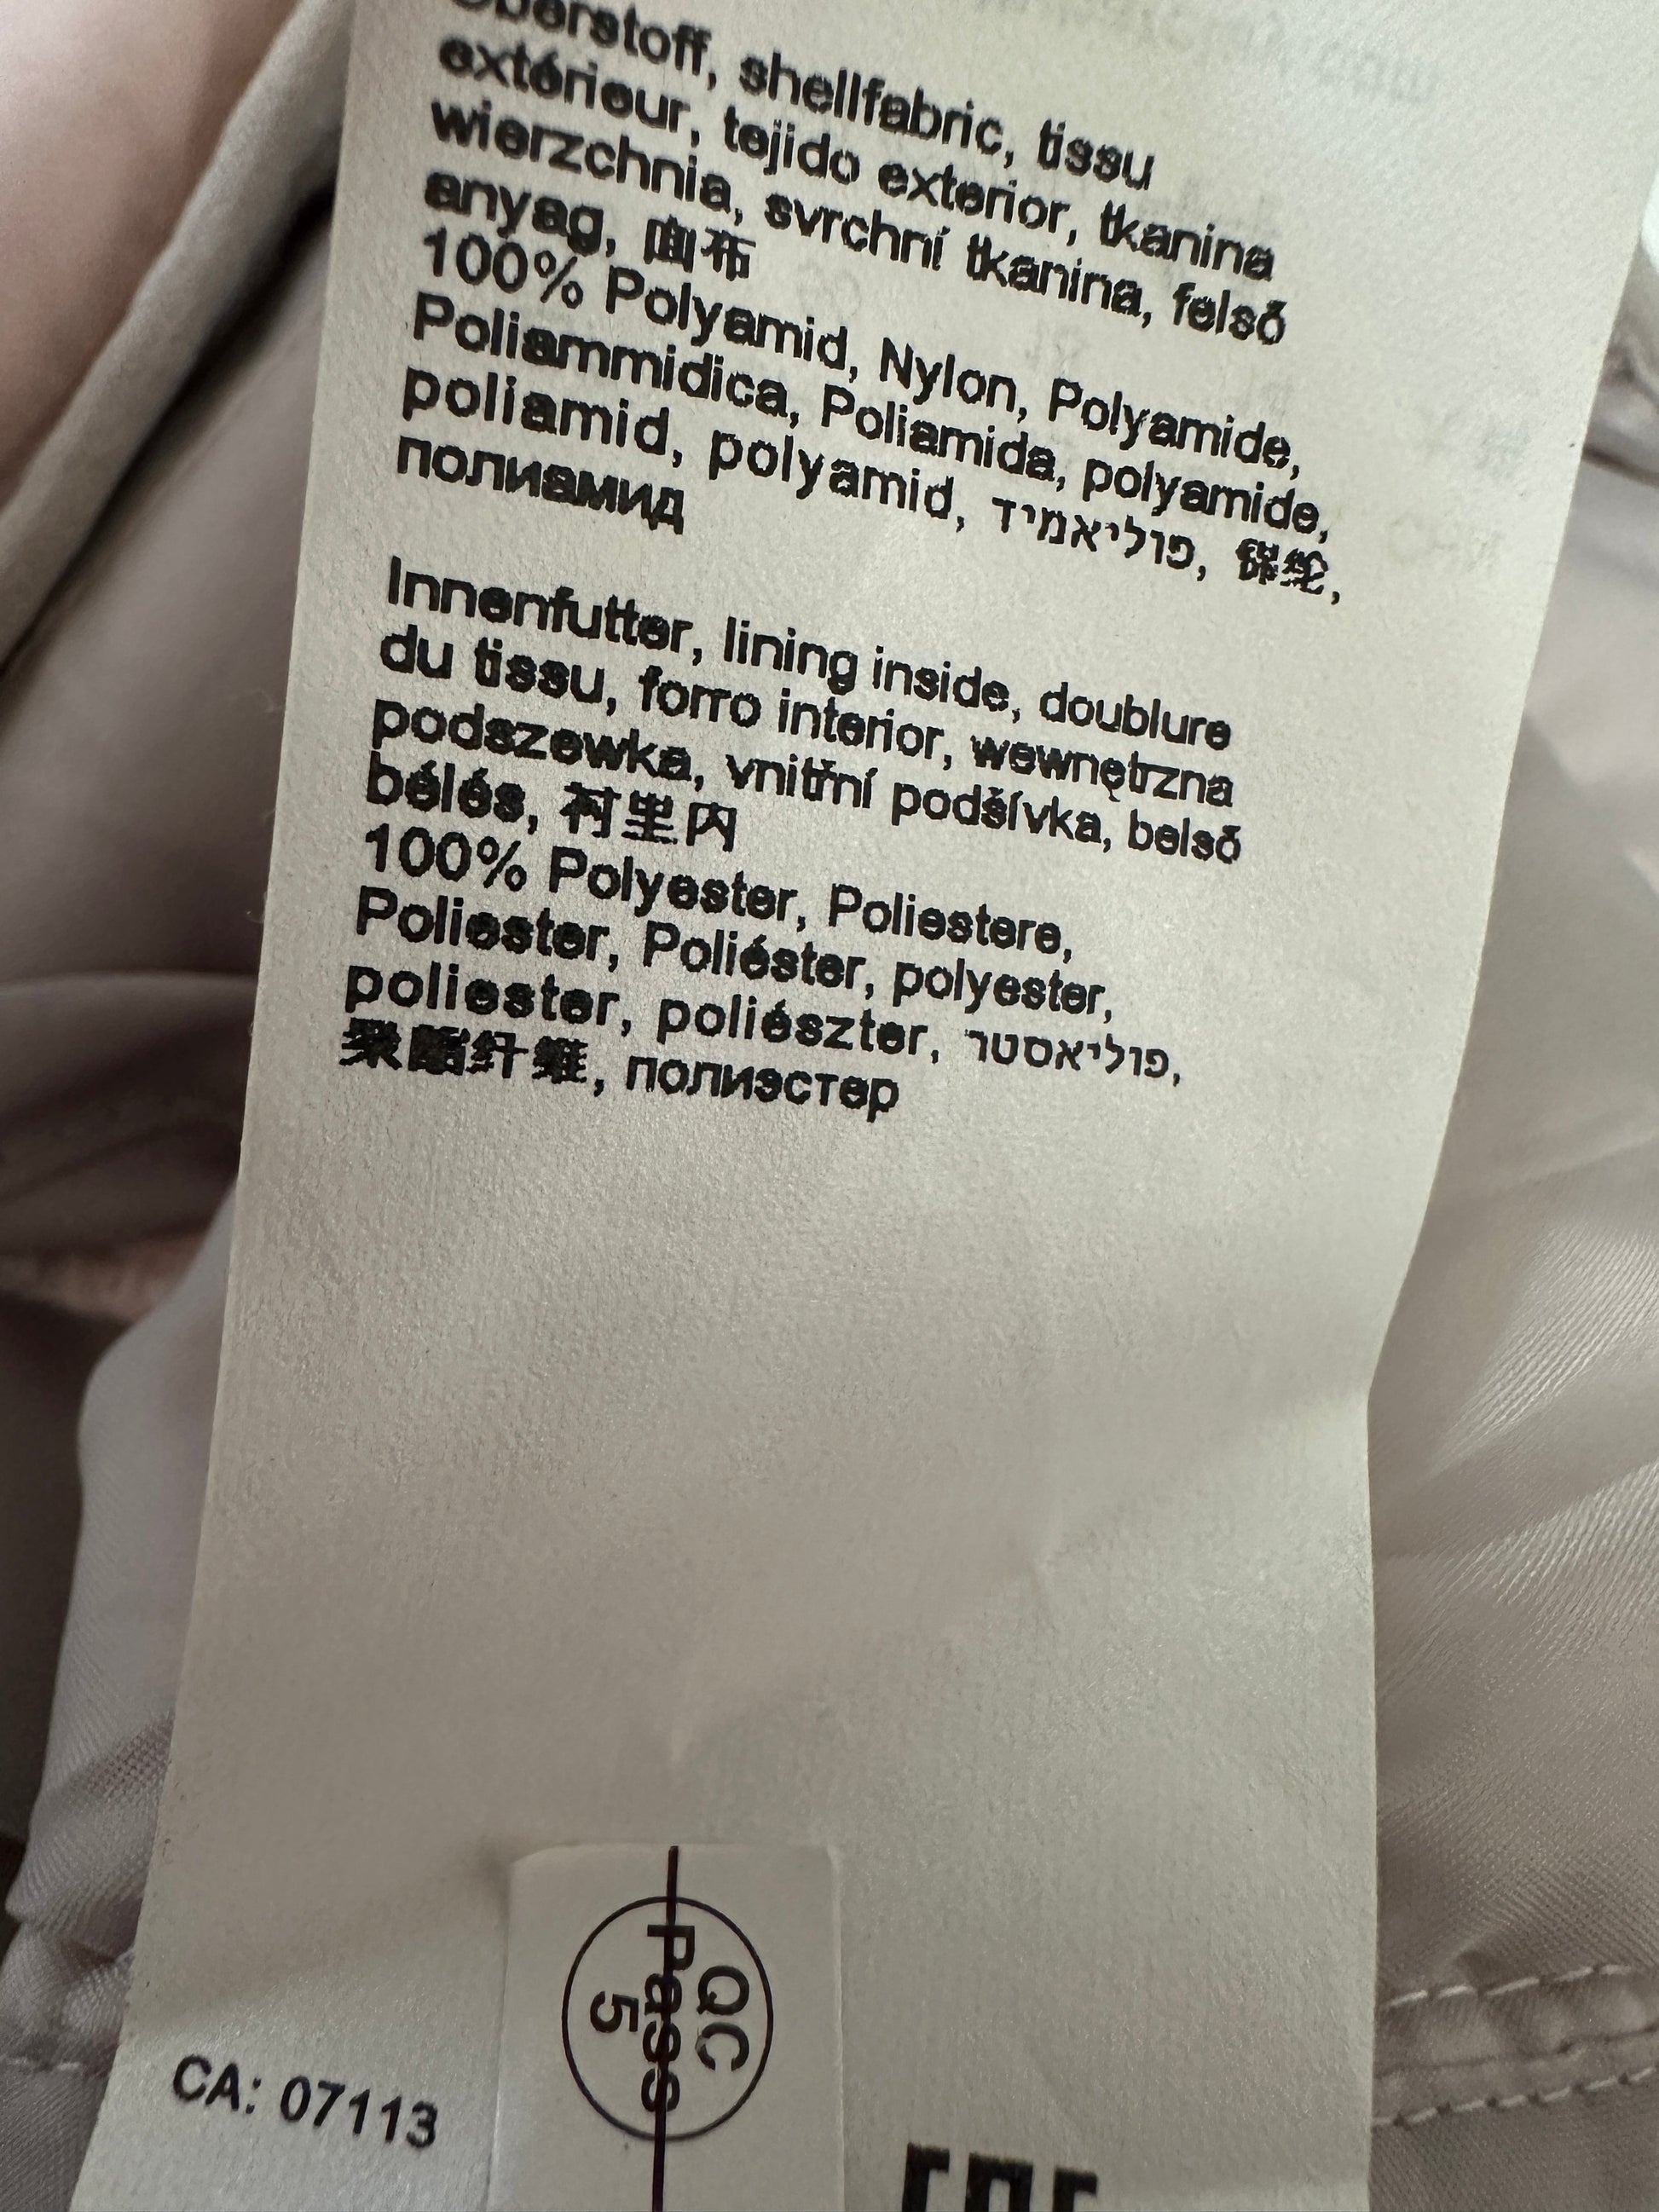 Oberstoff, shellfabric, tissu
extérieur, tejido exterior, tkanina
wierzchnia, svrchní tkanina, felső
anyag, 面布
100% Polyamid, Nylon, Polyamide,
Poliammidica, Poliamida, polyamide,
poliamid, polyamid, פוליאמיד,
полиамид
Innenfutter, lining inside, doublure
du tissu, forro interior, wewnętrzna
podszewka, vnitřní podšívka, belső
bélés, 衬里内
100% Polyester, Poliestere,
Poliester, Poliéster, polyester,
poliester, poliészter, פוליאסטר,
聚酯纤维, полиэстер
QC
Pass
5
CA: 07113